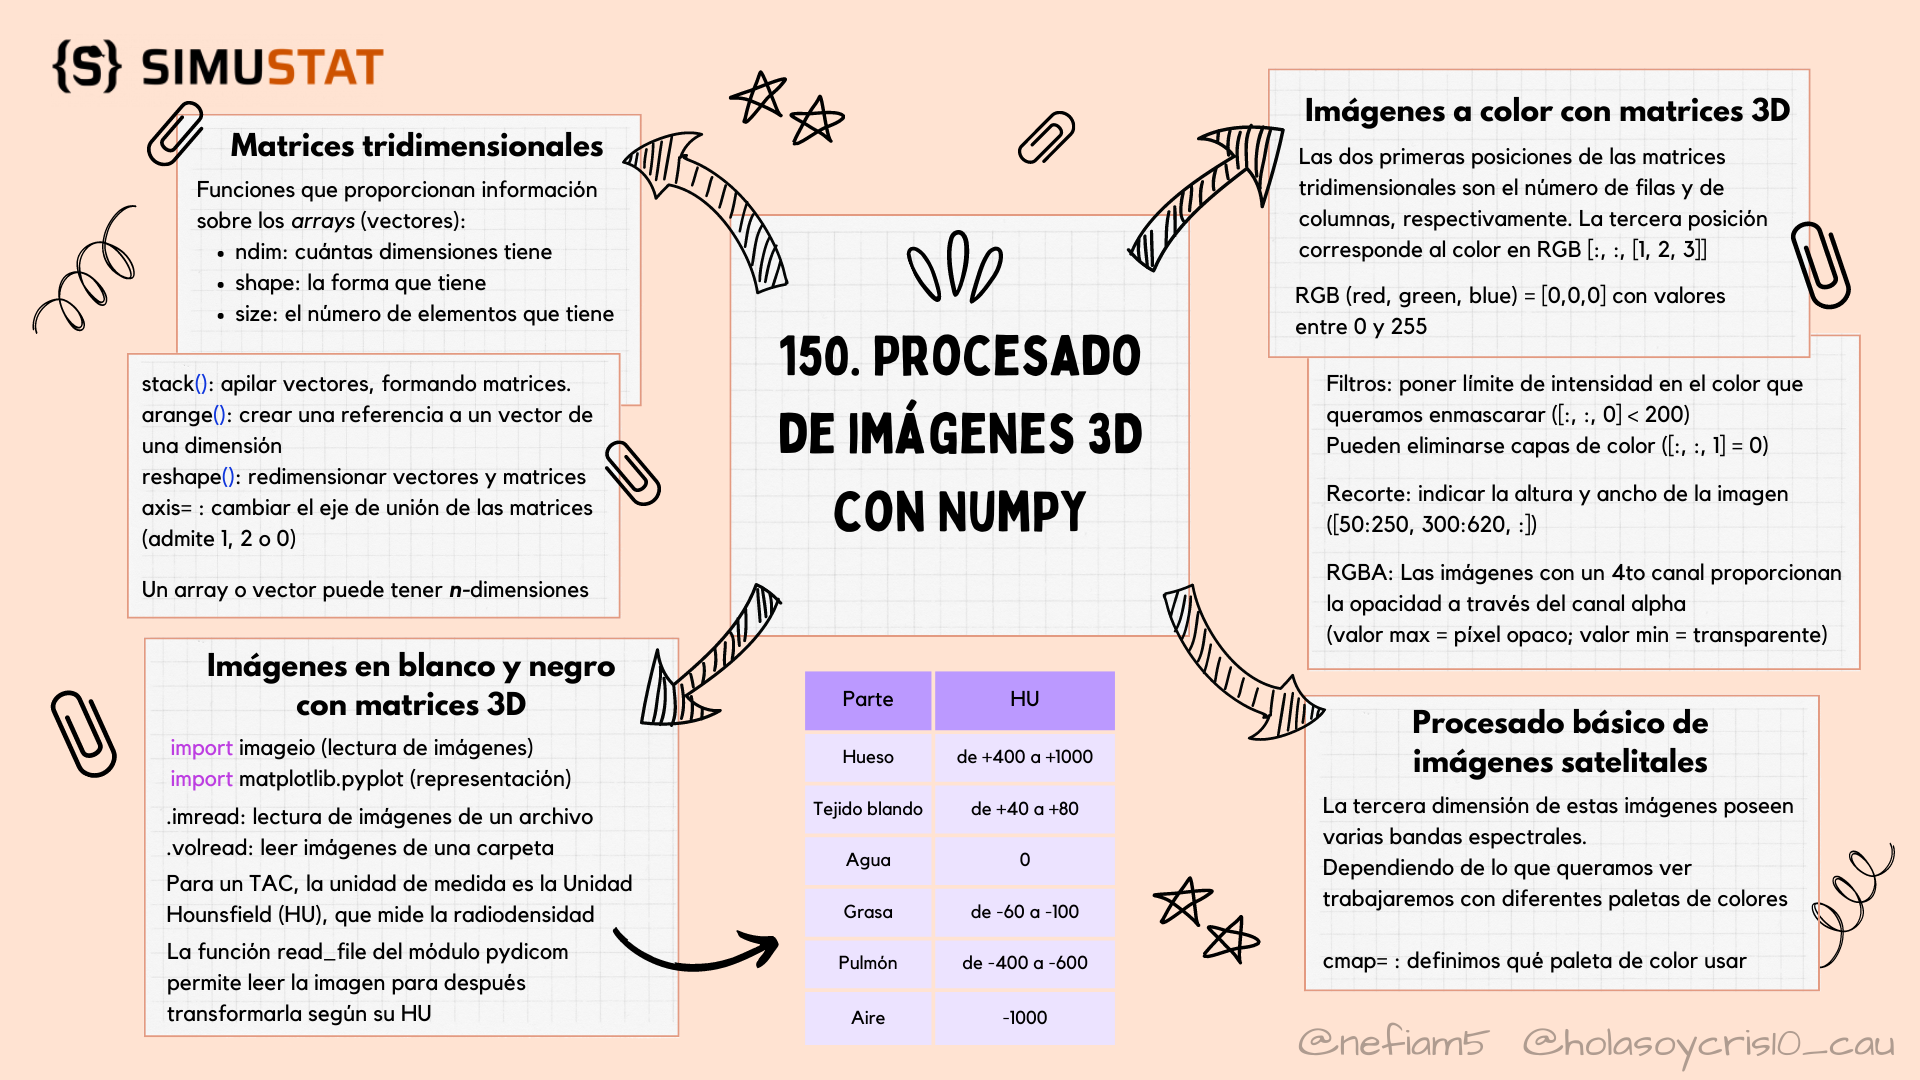 {S} SIMUSTAT
Matrices tridimensionales
Funciones que proporcionan información
sobre los arrays (vectores):
• ndim: cuántas dimensiones tiene
• shape: la forma que tiene
• size: el número de elementos que tiene
stack(): apilar vectores, formando matrices.
arange(): crear una referencia a un vector de
una dimensión
reshape(): redimensionar vectores y matrices
axis= : cambiar el eje de unión de las matrices
(admite 1, 2 o 0)
Un array o vector puede tener n-dimensiones
Imágenes en blanco y negro
con matrices 3D
import imageio (lectura de imágenes)
import matplotlib.pyplot (representación)
.imread: lectura de imágenes de un archivo
.volread: leer imágenes de una carpeta
Para un TAC, la unidad de medida es la Unidad
Hounsfield (HU), que mide la radiodensidad
La función read_file del módulo pydicom
permite leer la imagen para después
transformarla según su HU
150. PROCESADO
DE IMÁGENES 3D
CON NUMPY
Parte HU
Hueso de +400 a +1000
Tejido blando de +40 a +80
Agua 0
Grasa de -60 a -100
Pulmón de -400 a -600
Aire -1000
Imágenes a color con matrices 3D
Las dos primeras posiciones de las matrices
tridimensionales son el número de filas y de
columnas, respectivamente. La tercera posición
corresponde al color en RGB [:, :, [1, 2, 3]]
RGB (red, green, blue) = [0,0,0] con valores
entre 0 y 255
Filtros: poner límite de intensidad en el color que
queramos enmascarar ([:, :, 0] < 200)
Pueden eliminarse capas de color ([:, :, 1] = 0)
Recorte: indicar la altura y ancho de la imagen
([50:250, 300:620, :])
RGBA: Las imágenes con un 4to canal proporcionan
la opacidad a través del canal alpha
(valor max = píxel opaco; valor min = transparente)
Procesado básico de
imágenes satelitales
La tercera dimensión de estas imágenes poseen
varias bandas espectrales.
Dependiendo de lo que queramos ver
trabajaremos con diferentes paletas de colores
cmap= : definimos qué paleta de color usar
@nefiam5 @holasoycris10_cau